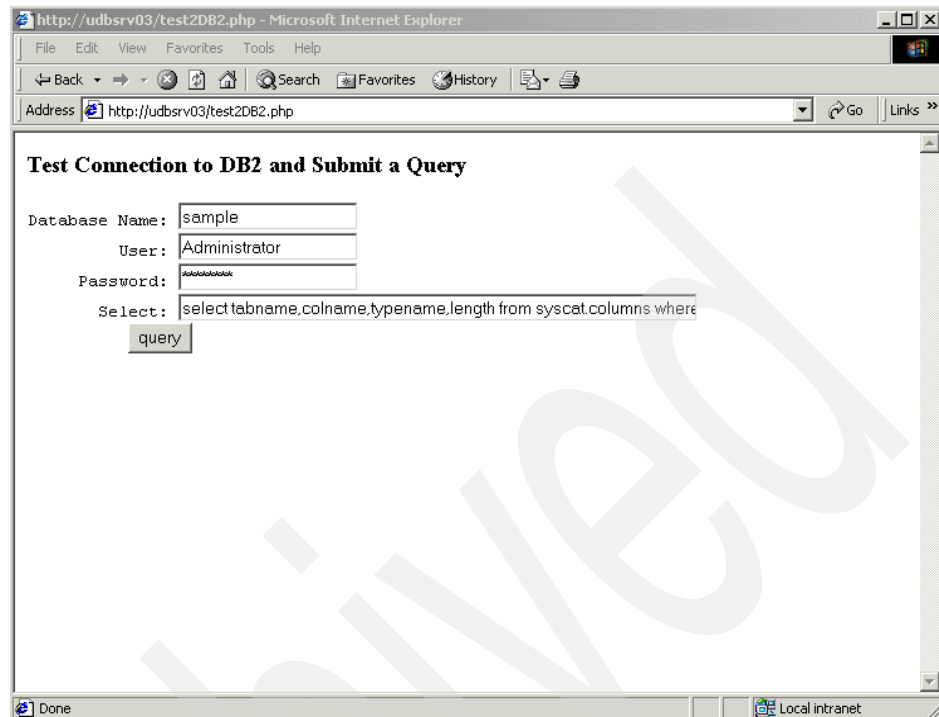 http://udbsrv03/test2DB2.php - Microsoft Internet Explorer
File Edit View Favorites Tools Help
Back Search Favorites History
Address http://udbsrv03/test2DB2.php Go Links »
Test Connection to DB2 and Submit a Query
Database Name: sample
User: Administrator
Password: *********
Select: select tabname,colname,typename,length from syscat.columns where
query
hived
Done Local intranet